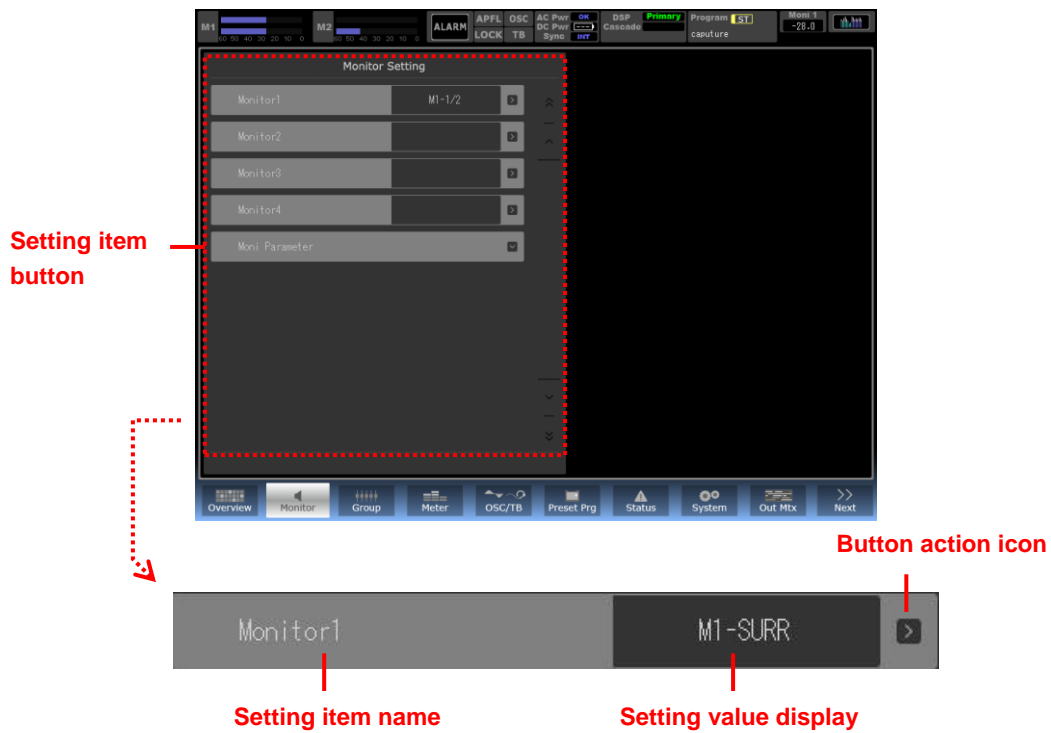 M1
60 50 40 30 20 10 0
M2
60 50 40 30 20 10 0
ALARM
APFL OSC
LOCK TB
AC Pwr OK
DC Pwr [---]
Sync INT
DSP Primary
Cascade
Program ST
caputure
Moni 1
-28.0
Monitor Setting
Monitor1 M1-1/2
Monitor2
Monitor3
Monitor4
Moni Parameter
Setting item
button
Overview Monitor Group Meter OSC/TB Preset Prg Status System Out Mtx Next
Button action icon
Monitor1 M1-SURR
Setting item name Setting value display